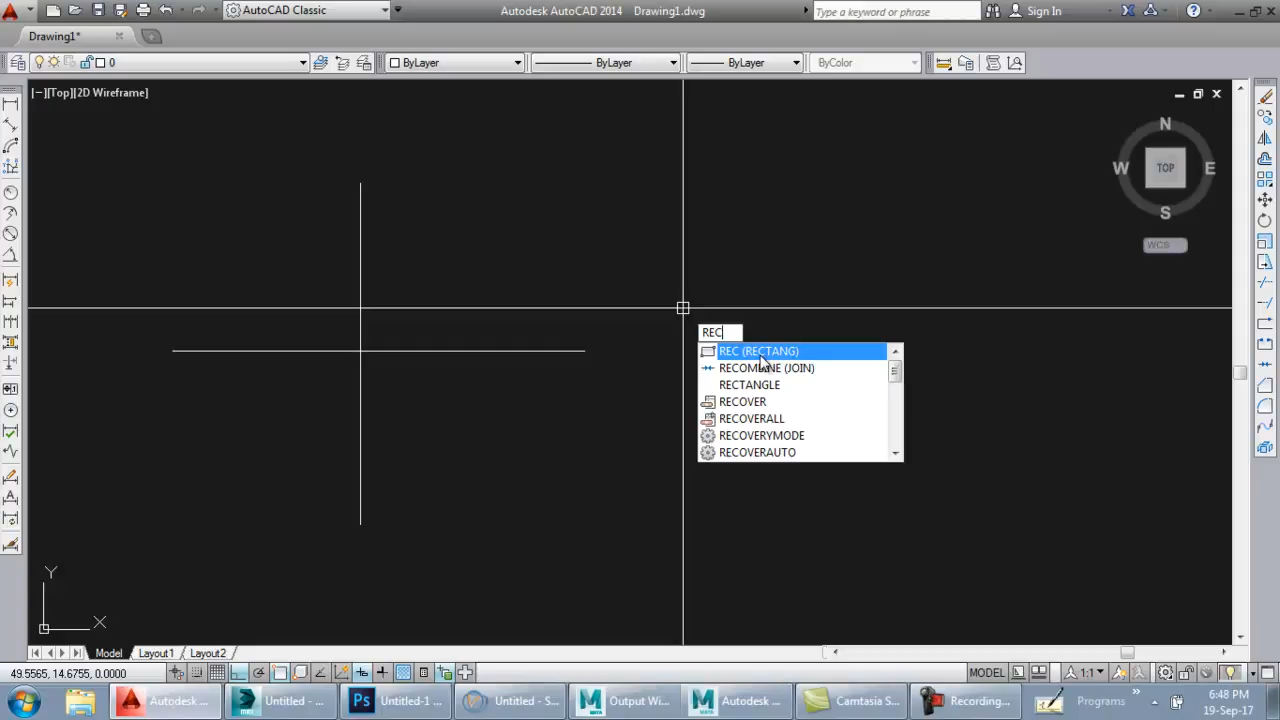 AutoCAD Classic
Autodesk AutoCAD 2014 Drawing1.dwg
Type a keyword or phrase
Sign In
Drawing1*
0
ByLayer
ByLayer
ByLayer
ByColor
[−][Top][2D Wireframe]
N
W
TOP
E
S
WCS
REC
REC (RECTANG)
RECOMBINE (JOIN)
RECTANGLE
RECOVER
RECOVERALL
RECOVERYMODE
RECOVERAUTO
Y
X
Model
Layout1
Layout2
49.5565, 14.6755, 0.0000
MODEL
1:1
Autodesk ...
Untitled - ...
Ps
Untitled-1 ...
Untitled - S...
Output Wi...
Autodesk ...
Camtasia S...
Recording...
Programs
6:48 PM
19-Sep-17